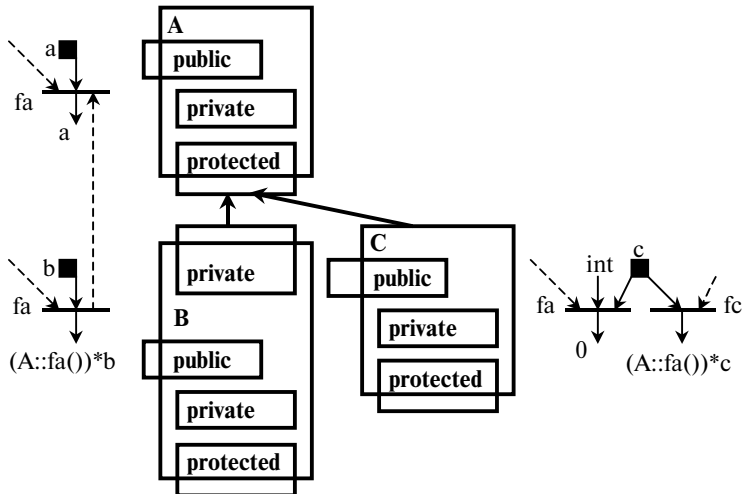 A
a
public
fa
private
a
protected
C
private
b
public
int
c
fa
B
fa
fc
private
(A::fa())*b
public
0
(A::fa())*c
protected
private
protected